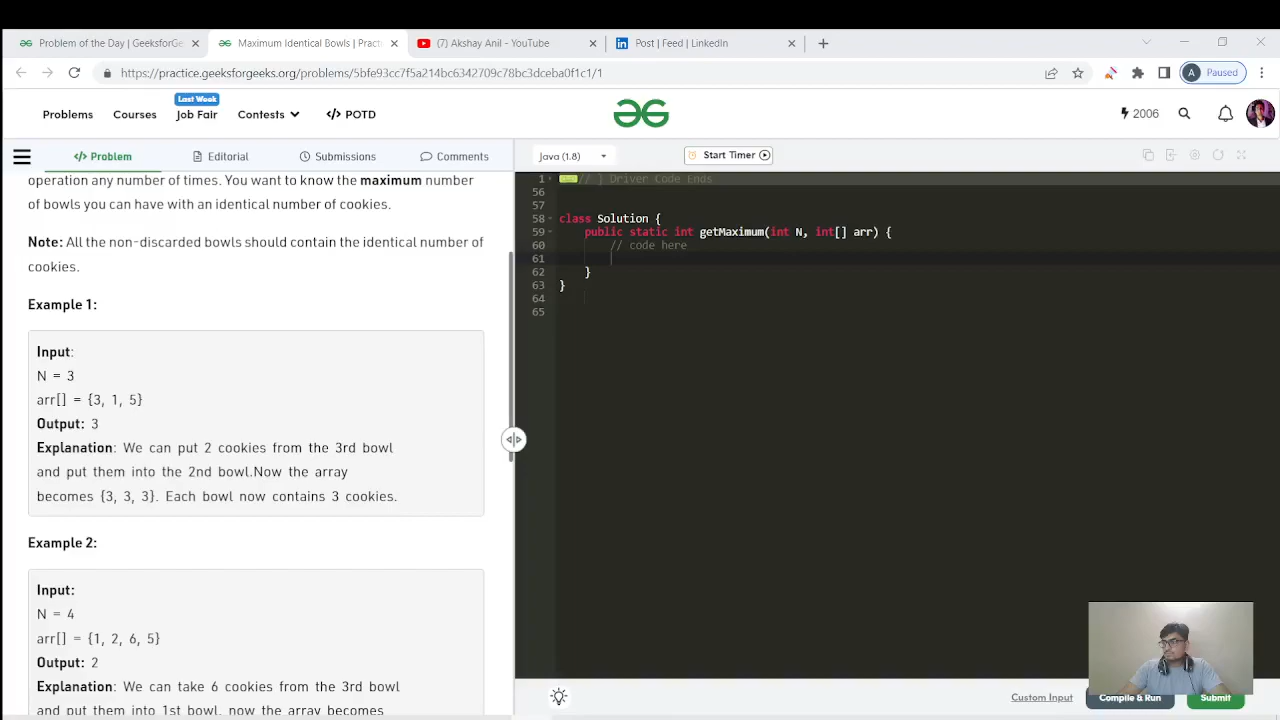 Problem of the Day | GeeksforGe
Maximum Identical Bowls | Pract
(7) Akshay Anil - YouTube
Post | Feed | LinkedIn
https://practice.geeksforgeeks.org/problems/5bfe93cc7f5a214bc6342709c78bc3dceba0f1c1/1
A Paused
Last Week
Problems
Courses
Job Fair
Contests
</> POTD
2006
</> Problem
Editorial
Submissions
Comments
Java (1.8)
Start Timer
operation any number of times. You want to know the maximum number
of bowls you can have with an identical number of cookies.
Note: All the non-discarded bowls should contain the identical number of
cookies.
Example 1:
Input:
N = 3
arr[] = {3, 1, 5}
Output: 3
Explanation: We can put 2 cookies from the 3rd bowl
and put them into the 2nd bowl.Now the array
becomes {3, 3, 3}. Each bowl now contains 3 cookies.
Example 2:
Input:
N = 4
arr[] = {1, 2, 6, 5}
Output: 2
Explanation: We can take 6 cookies from the 3rd bowl
and put them into 1st bowl, now the array becomes
1 // } Driver Code Ends
56
57
58 class Solution {
59 public static int getMaximum(int N, int[] arr) {
60 // code here
61
62 }
63 }
64
65
Custom Input
Compile & Run
Submit